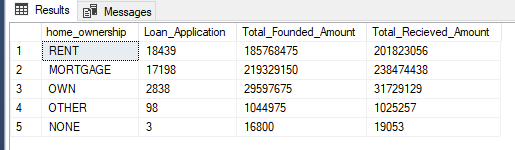 Results Messages
home_ownership Loan_Application Total_Founded_Amount Total_Recieved_Amount
1 RENT 18439 185768475 201823056
2 MORTGAGE 17198 219329150 238474438
3 OWN 2838 29597675 31729129
4 OTHER 98 1044975 1025257
5 NONE 3 16800 19053